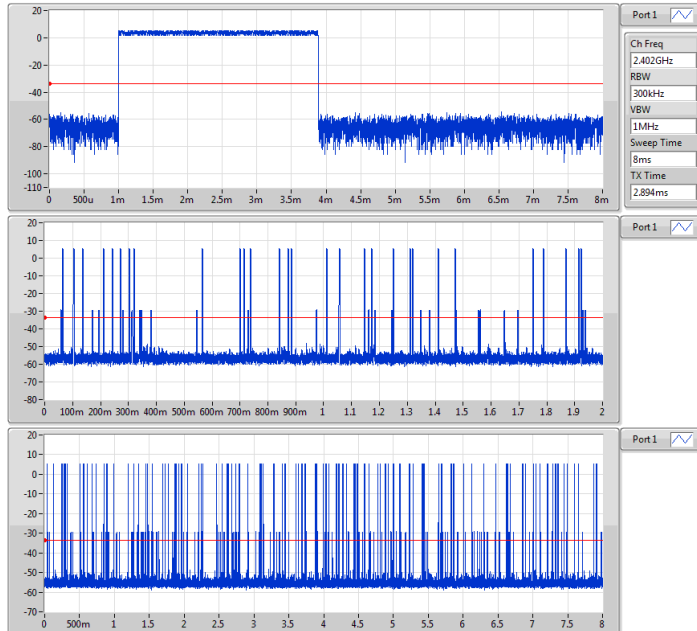 20
0
-20
-40
-60
-80
-100
-110
0 500u 1m 1.5m 2m 2.5m 3m 3.5m 4m 4.5m 5m 5.5m 6m 6.5m 7m 7.5m 8m
Port 1
Ch Freq
2.402GHz
RBW
300kHz
VBW
1MHz
Sweep Time
8ms
TX Time
2.894ms
20
10
0
-10
-20
-30
-40
-50
-60
-70
-80
0 100m 200m 300m 400m 500m 600m 700m 800m 900m 1 1.1 1.2 1.3 1.4 1.5 1.6 1.7 1.8 1.9 2
Port 1
20
10
0
-10
-20
-30
-40
-50
-60
-70
0 500m 1 1.5 2 2.5 3 3.5 4 4.5 5 5.5 6 6.5 7 7.5 8
Port 1